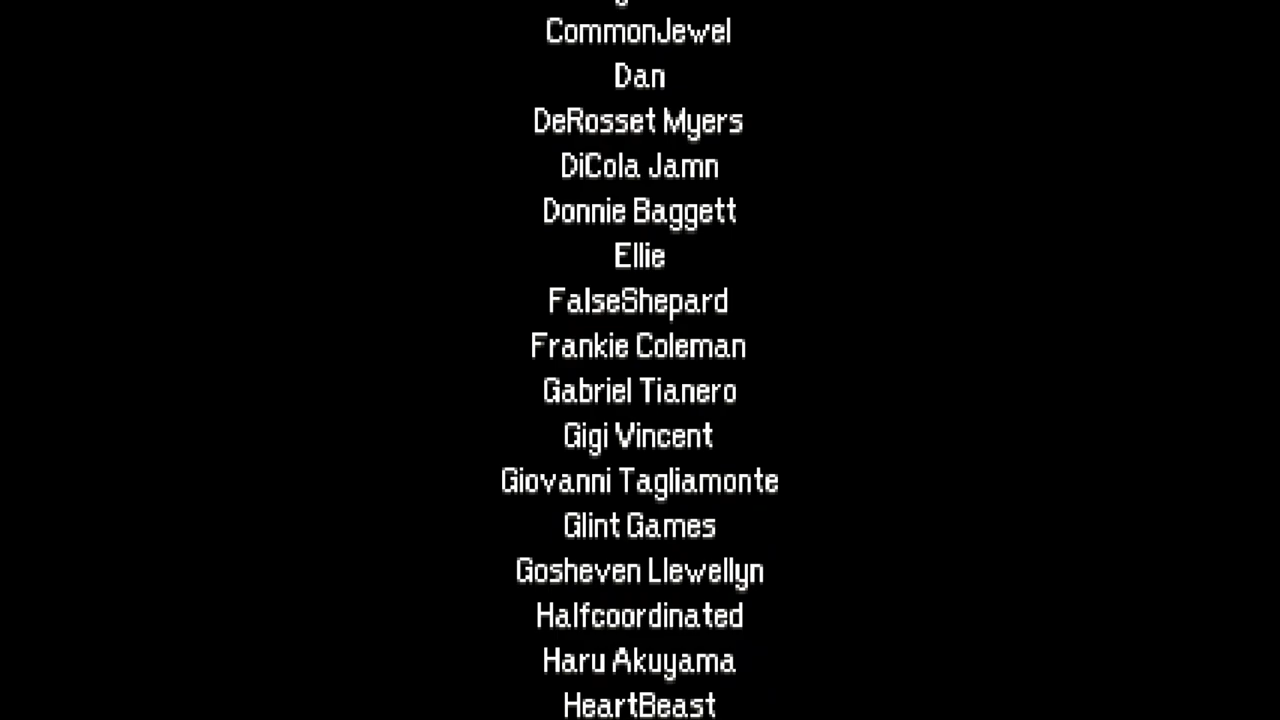 CommonJewel
Dan
DeRosset Myers
DiCola Jamn
Donnie Baggett
Ellie
FalseShepard
Frankie Coleman
Gabriel Tianero
Gigi Vincent
Giovanni Tagliamonte
Glint Games
Gosheven Llewellyn
Halfcoordinated
Haru Akuyama
HeartBeast